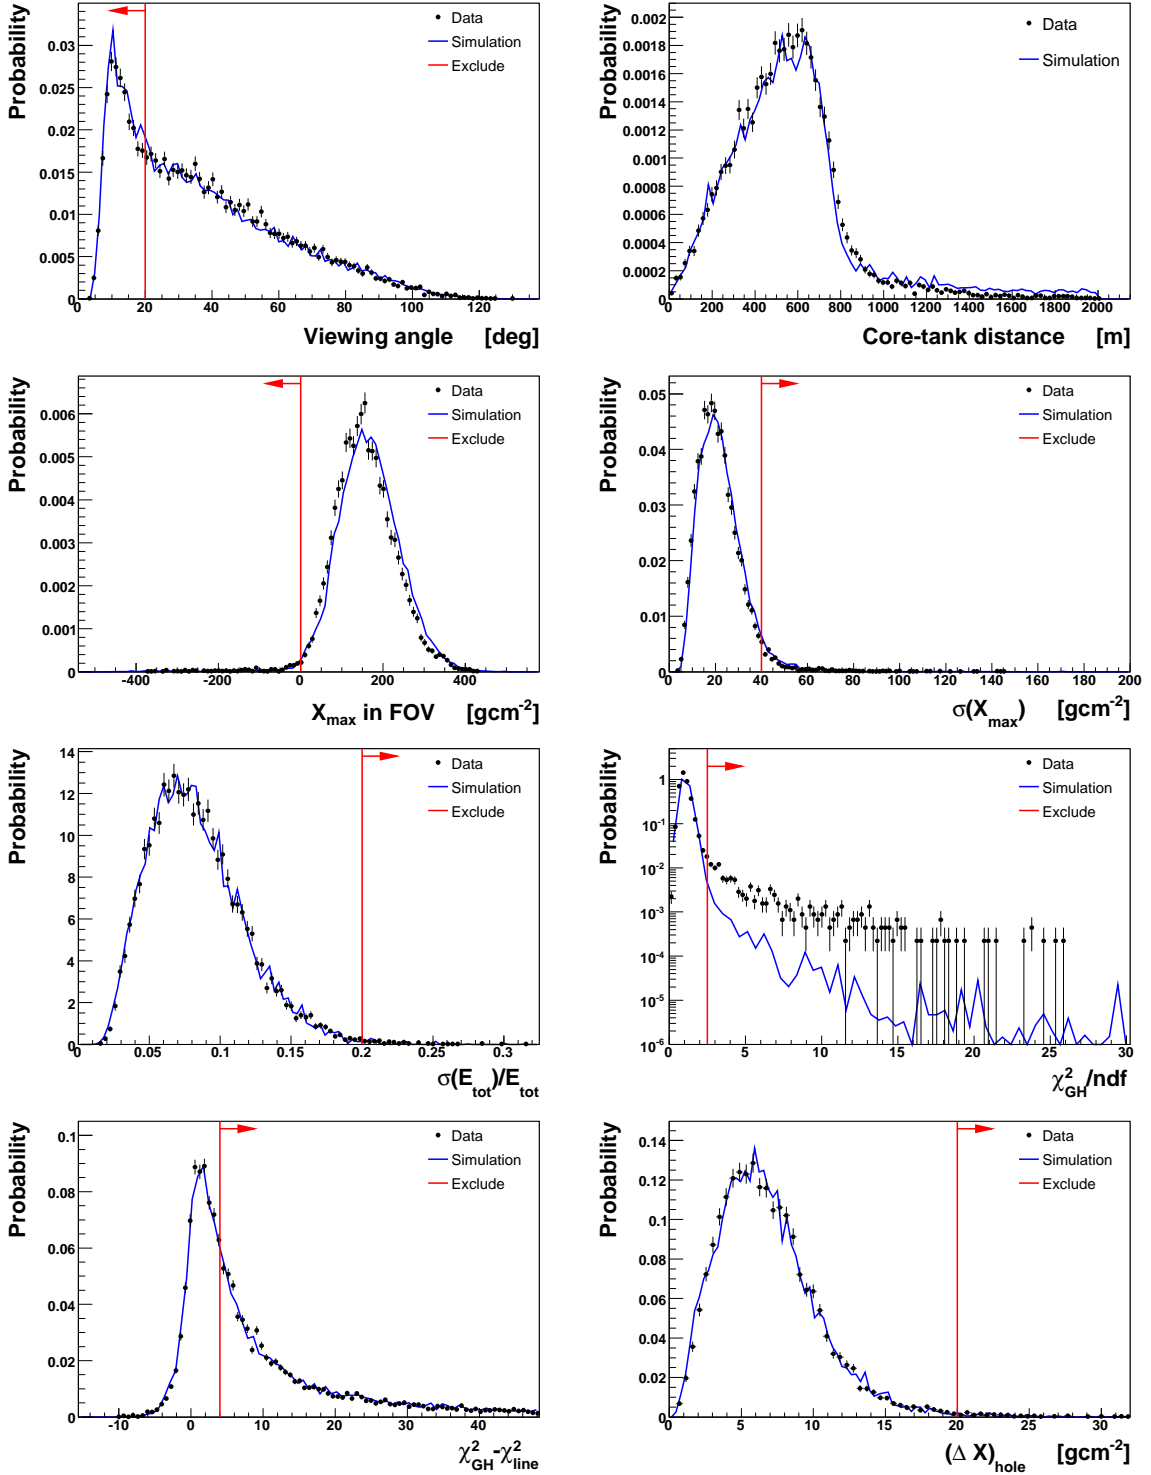 Probability
0.03
0.025
0.02
0.015
0.01
0.005
0
0 20 40 60 80 100 120
Viewing angle [deg]
Data
Simulation
Exclude
Probability
0.002
0.0018
0.0016
0.0014
0.0012
0.001
0.0008
0.0006
0.0004
0.0002
0
0 200 400 600 800 1000 1200 1400 1600 1800 2000
Core-tank distance [m]
Data
Simulation
Probability
0.006
0.005
0.004
0.003
0.002
0.001
0
-400 -200 0 200 400
X_max in FOV [gcm⁻²]
Data
Simulation
Exclude
Probability
0.05
0.04
0.03
0.02
0.01
0
0 20 40 60 80 100 120 140 160 180 200
σ(X_max) [gcm⁻²]
Data
Simulation
Exclude
Probability
14
12
10
8
6
4
2
0
0 0.05 0.1 0.15 0.2 0.25 0.3
σ(E_tot)/E_tot
Data
Simulation
Exclude
Probability
1
10⁻¹
10⁻²
10⁻³
10⁻⁴
10⁻⁵
10⁻⁶
0 5 10 15 20 25 30
χ²_GH/ndf
Data
Simulation
Exclude
Probability
0.1
0.08
0.06
0.04
0.02
0
-10 0 10 20 30 40
χ²_GH-χ²_line
Data
Simulation
Exclude
Probability
0.14
0.12
0.1
0.08
0.06
0.04
0.02
0
0 5 10 15 20 25 30
(Δ X)_hole [gcm⁻²]
Data
Simulation
Exclude